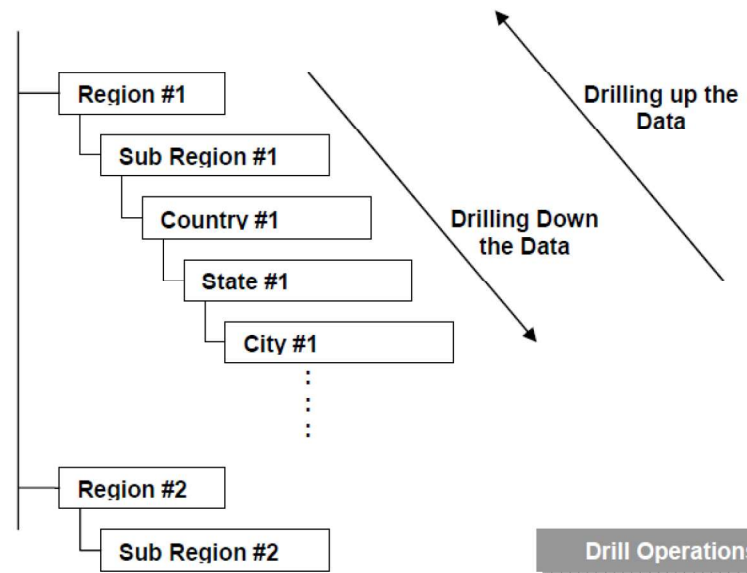 Region #1
Sub Region #1
Country #1
State #1
City #1
Drilling Down
the Data
Drilling up the
Data
Region #2
Sub Region #2
Drill Operations